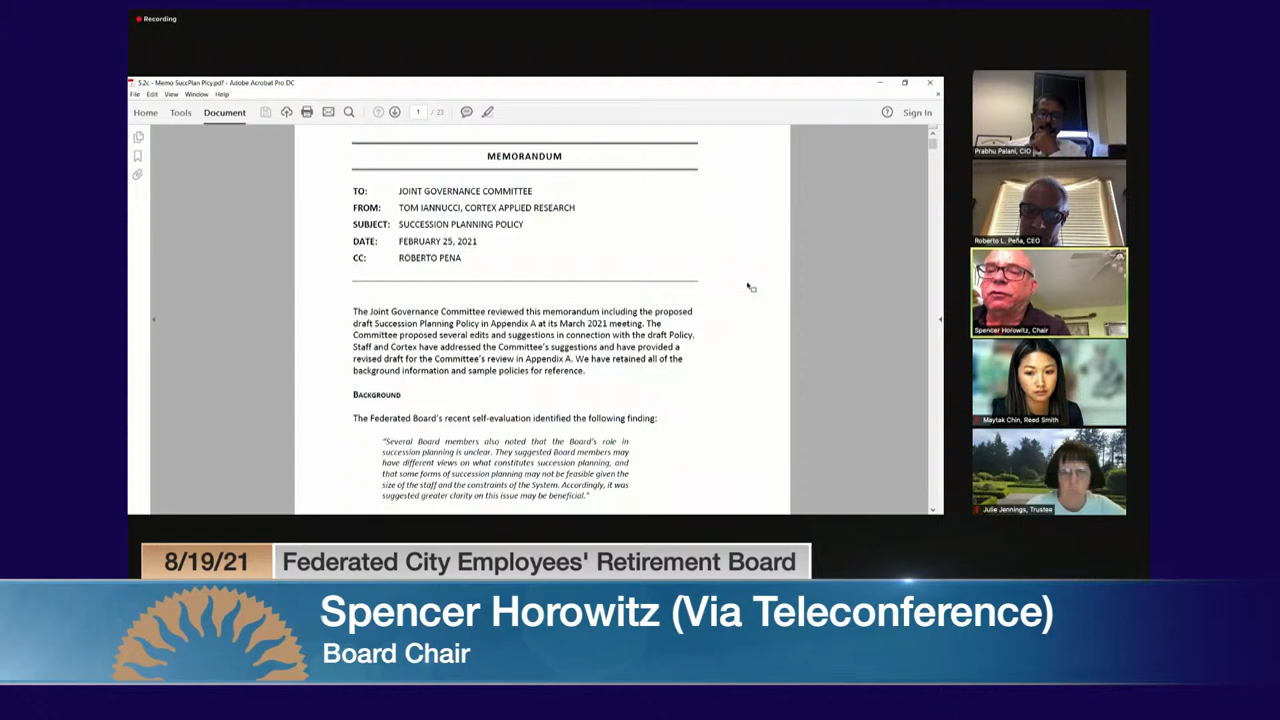 Recording
5.2c - Memo SuccPlan Plcy.pdf - Adobe Acrobat Pro DC
File Edit View Window Help
Home Tools Document 1 / 23 Sign In
MEMORANDUM
TO: JOINT GOVERNANCE COMMITTEE
FROM: TOM IANNUCCI, CORTEX APPLIED RESEARCH
SUBJECT: SUCCESSION PLANNING POLICY
DATE: FEBRUARY 25, 2021
CC: ROBERTO PENA
The Joint Governance Committee reviewed this memorandum including the proposed
draft Succession Planning Policy in Appendix A at its March 2021 meeting. The
Committee proposed several edits and suggestions in connection with the draft Policy.
Staff and Cortex have addressed the Committee's suggestions and have provided a
revised draft for the Committee's review in Appendix A. We have retained all of the
background information and sample policies for reference.
BACKGROUND
The Federated Board's recent self-evaluation identified the following finding:
"Several Board members also noted that the Board's role in
succession planning is unclear. They suggested Board members may
have different views on what constitutes succession planning, and
that some forms of succession planning may not be feasible given the
size of the staff and the constraints of the System. Accordingly, it was
suggested greater clarity on this issue may be beneficial."
Prabhu Palani, CIO
Roberto L. Peña, CEO
Spencer Horowitz, Chair
Maytak Chin, Reed Smith
Julie Jennings, Trustee
8/19/21 Federated City Employees' Retirement Board
Spencer Horowitz (Via Teleconference)
Board Chair